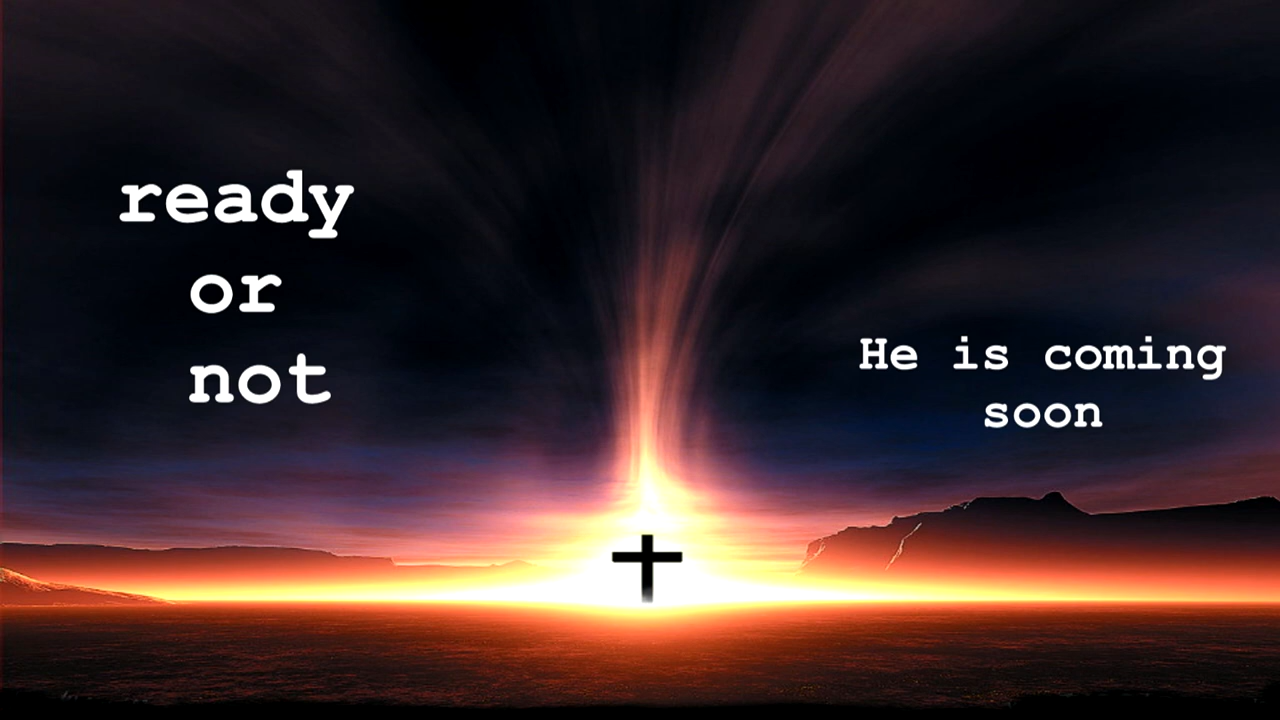 ready
or
not
He is coming
soon